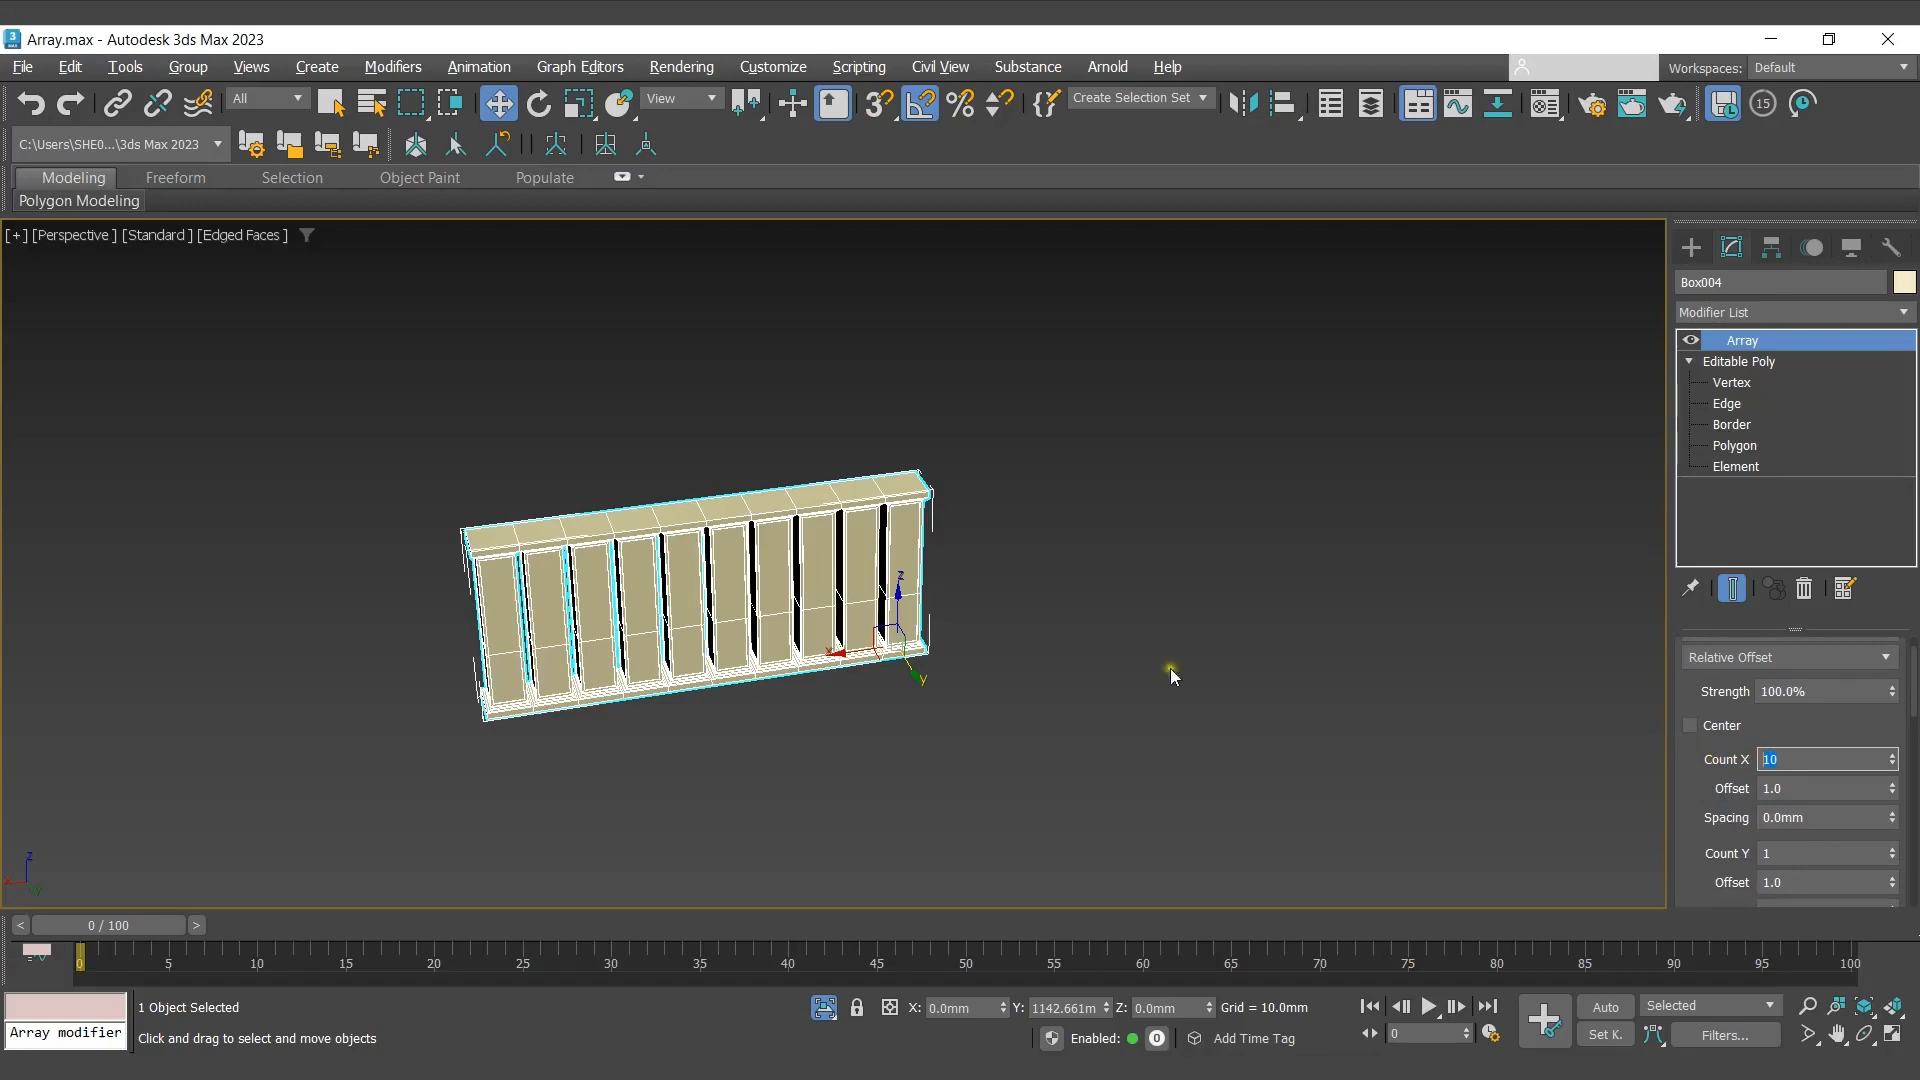 Array.max - Autodesk 3ds Max 2023
File Edit Tools Group Views Create Modifiers Animation Graph Editors Rendering Customize Scripting Civil View Substance Arnold Help
Workspaces: Default
All
View
Create Selection Set
15
C:\Users\SHE0...\3ds Max 2023
Modeling Freeform Selection Object Paint Populate
Polygon Modeling
[+] [Perspective ] [Standard ] [Edged Faces ]
Box004
Modifier List
Array
Editable Poly
Vertex
Edge
Border
Polygon
Element
z
x
y
Relative Offset
Strength 100.0%
Center
Count X 10
Offset 1.0
Spacing 0.0mm
Count Y 1
Offset 1.0
z
x
y
< 0 / 100 >
0 5 10 15 20 25 30 35 40 45 50 55 60 65 70 75 80 85 90 95 100
1 Object Selected
X: 0.0mm Y: 1142.661m Z: 0.0mm Grid = 10.0mm
Auto Selected
Array modifier
Click and drag to select and move objects
Enabled: 0 Add Time Tag
0
Set K. Filters...